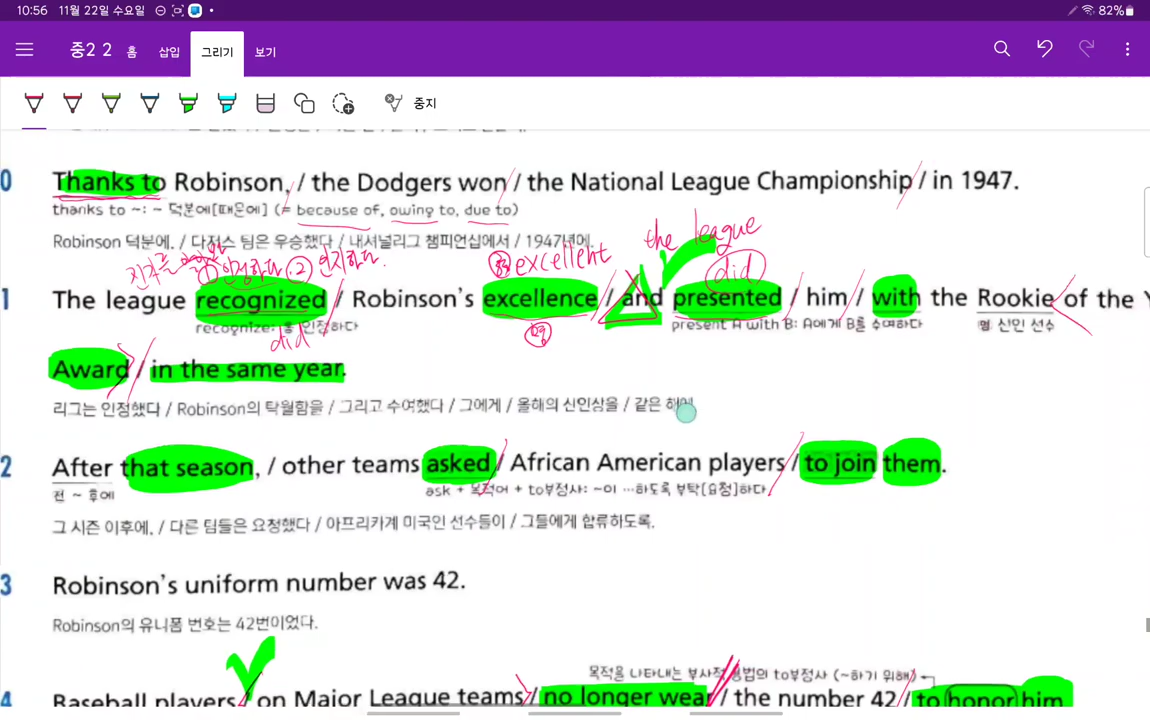 10:56 11월 22일 수요일 82%
중2 2 홈 삽입 그리기 보기
중지
0 Thanks to Robinson, / the Dodgers won / the National League Championship / in 1947.
thanks to ~: ~ 덕분에[때문에] (= because of, owing to, due to)
Robinson 덕분에, / 다저스 팀은 우승했다 / 내셔널리그 챔피언십에서 / 1947년에
the league
① 인정하다 ② 인지하다. excellent did
1 The league recognized / Robinson's excellence / and presented / him / with the Rookie of the Y
recognize: 인정하다 did 명 present A with B: A에게 B를 수여하다 명 신인 선수
Award / in the same year.
리그는 인정했다 / Robinson의 탁월함을 / 그리고 수여했다 / 그에게 / 올해의 신인상을 / 같은 해에
2 After that season, / other teams asked / African American players / to join them.
전 ~ 후에 ask + 목적어 + to부정사: ~이 …하도록 부탁[요청]하다
그 시즌 이후에, / 다른 팀들은 요청했다 / 아프리카계 미국인 선수들이 / 그들에게 합류하도록.
3 Robinson's uniform number was 42.
Robinson의 유니폼 번호는 42번이었다.
목적을 나타내는 부사적 용법의 to부정사 (~하기 위해)
4 Baseball players / on Major League teams / no longer wear / the number 42 / to honor him